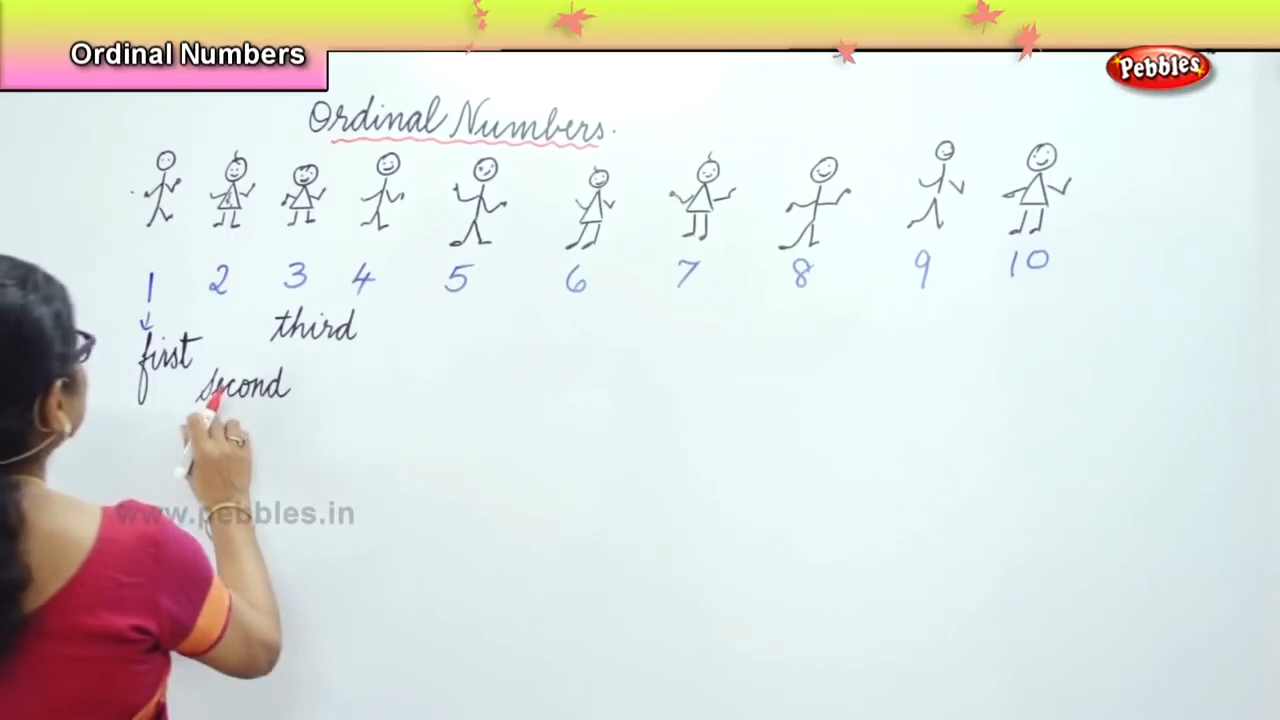 Ordinal Numbers
Pebbles
Ordinal Numbers.
1 2 3 4 5 6 7 8 9 10
third
first
second
www.pebbles.in